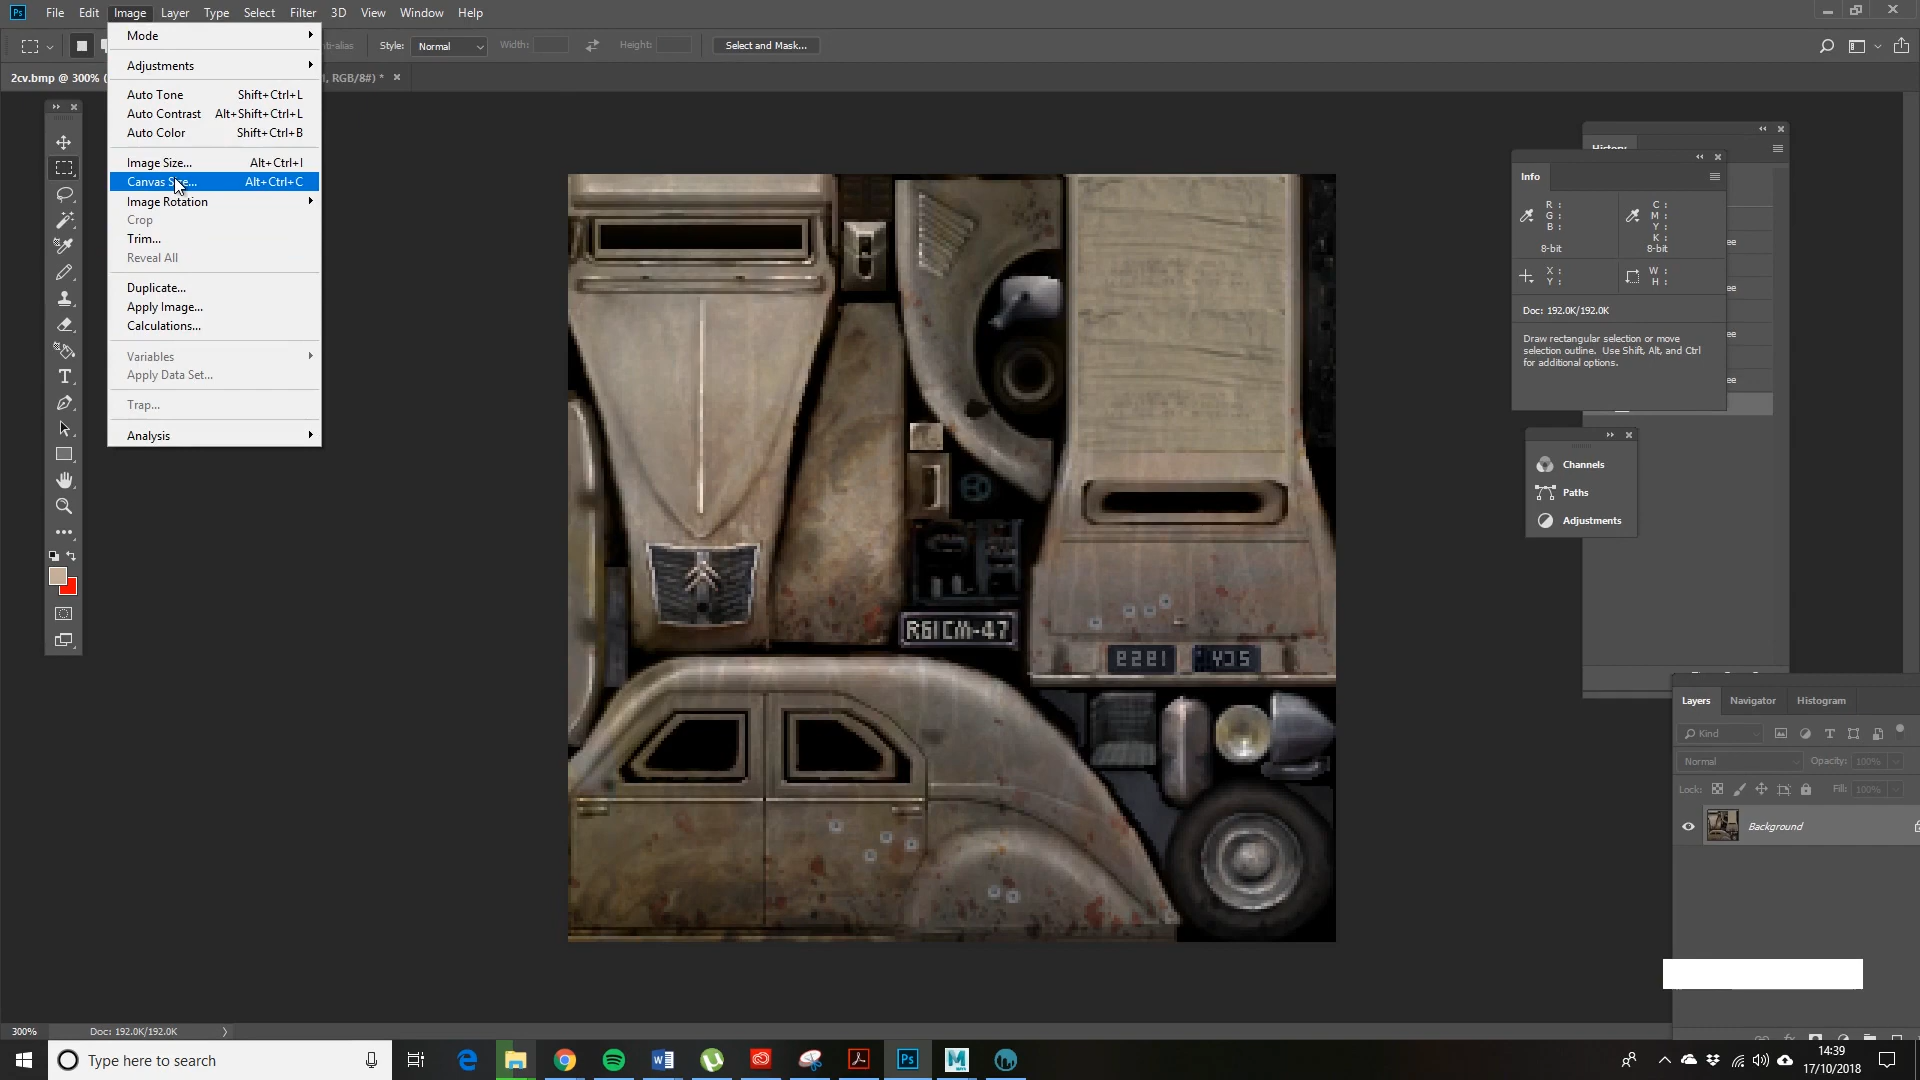 Ps File Edit Image Layer Type Select Filter 3D View Window Help
Style: Normal Width: Height: Select and Mask...
2cv.bmp @ 300% ( , RGB/8#) * ×
Mode
Adjustments
Auto Tone Shift+Ctrl+L
Auto Contrast Alt+Shift+Ctrl+L
Auto Color Shift+Ctrl+B
Image Size... Alt+Ctrl+I
Canvas Size... Alt+Ctrl+C
Image Rotation
Crop
Trim...
Reveal All
Duplicate...
Apply Image...
Calculations...
Variables
Apply Data Set...
Trap...
Analysis
History
Info
R : C :
G : M :
B : Y :
K :
8-bit 8-bit
X : W :
Y : H :
Doc: 192.0K/192.0K
Draw rectangular selection or move
selection outline. Use Shift, Alt, and Ctrl
for additional options.
Channels
Paths
Adjustments
R61CM-47
Layers Navigator Histogram
Kind
Normal Opacity: 100%
Lock: Fill: 100%
Background
300% Doc: 192.0K/192.0K
Type here to search
14:39
17/10/2018